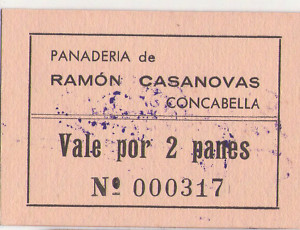 PANADERIA de
RAMÓN CASANOVAS
CONCABELLA
Vale por 2 panes
Nº 000317